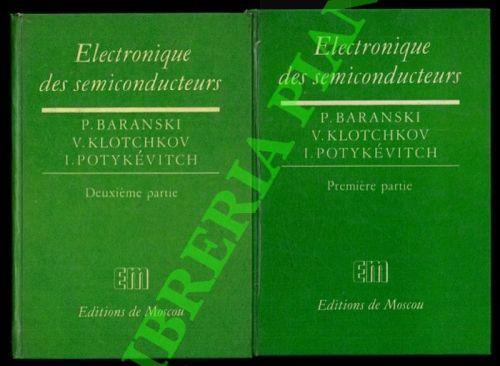 Electronique
des semiconducteurs
P. BARANSKI
V. KLOTCHKOV
I. POTYKÉVITCH
Deuxième partie
EM
Editions de Moscou
Electronique
des semiconducteurs
P. BARANSKI
V. KLOTCHKOV
I. POTYKÉVITCH
Première partie
EM
Editions de Moscou
LIBRERIA PIAN